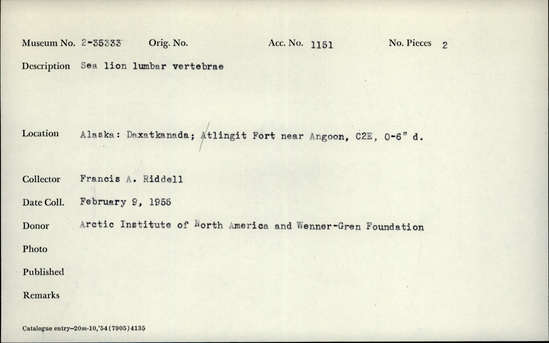 Museum No. 2-35333 Orig. No. Acc. No. 1151 No. Pieces 2
Description Sea lion lumbar vertebrae
Location Alaska: Daxatkanada; Atlingit Fort near Angoon, C2E, 0-6" d.
Collector Francis A. Riddell
Date Coll. February 9, 1955
Donor Arctic Institute of North America and Wenner-Gren Foundation
Photo
Published
Remarks
Catalogue entry—20m-10,'54(7905)4135